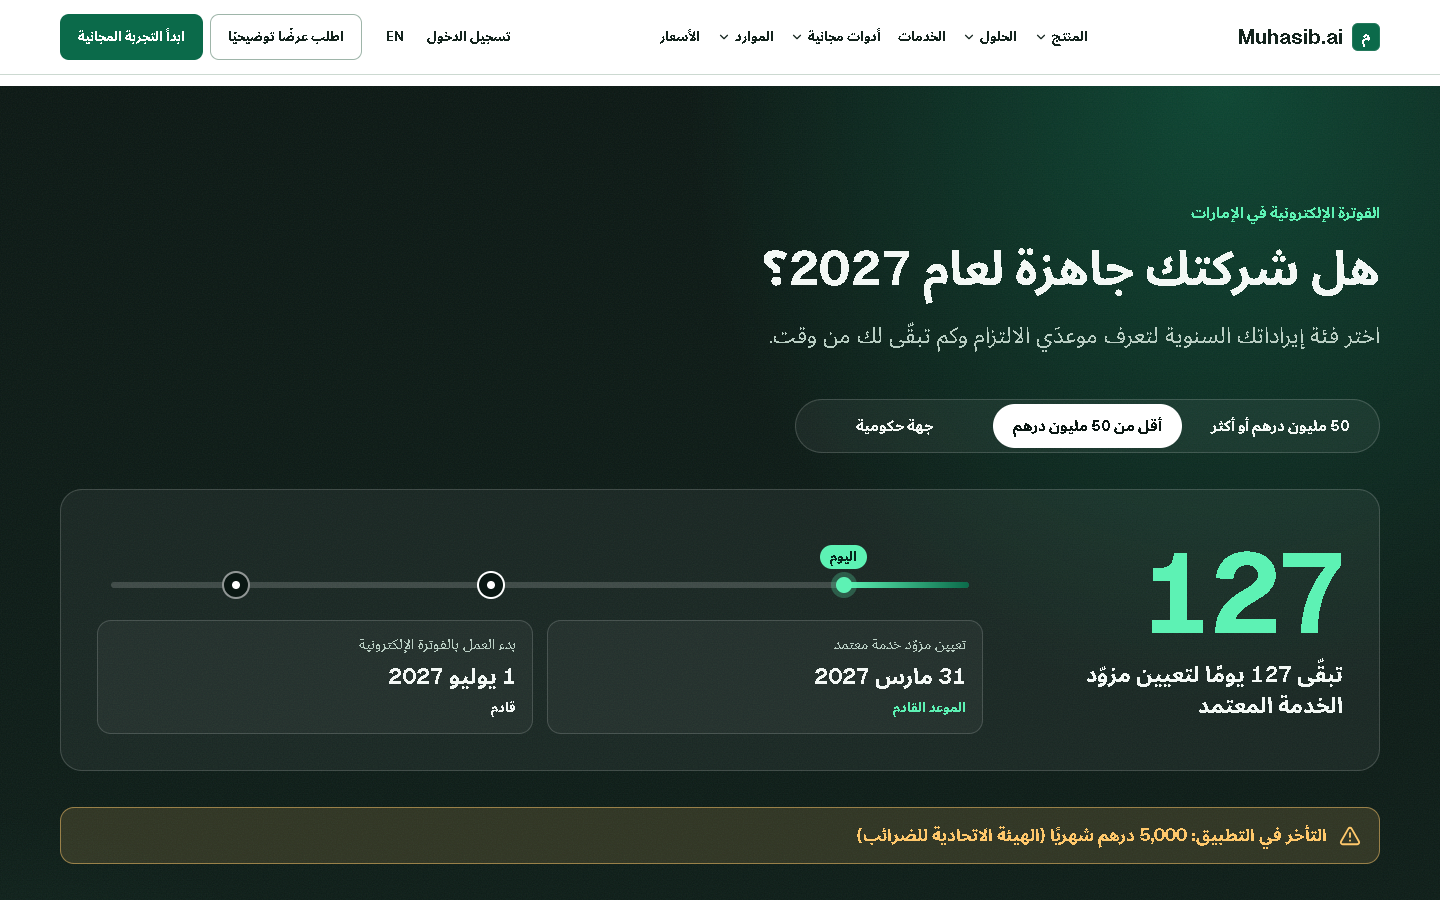 م Muhasib.ai
المنتج
الحلول
الخدمات
أدوات مجانية
الموارد
الأسعار
تسجيل الدخول
EN
اطلب عرضًا توضيحيًا
ابدأ التجربة المجانية
الفوترة الإلكترونية في الإمارات
هل شركتك جاهزة لعام 2027؟
اختر فئة إيراداتك السنوية لتعرف موعدَي الالتزام وكم تبقّى لك من وقت.
50 مليون درهم أو أكثر
أقل من 50 مليون درهم
جهة حكومية
127
تبقّى 127 يومًا لتعيين مزوّد
الخدمة المعتمد
اليوم
تعيين مزوّد خدمة معتمد
31 مارس 2027
الموعد القادم
بدء العمل بالفوترة الإلكترونية
1 يوليو 2027
قادم
التأخر في التطبيق: 5,000 درهم شهريًا (الهيئة الاتحادية للضرائب)